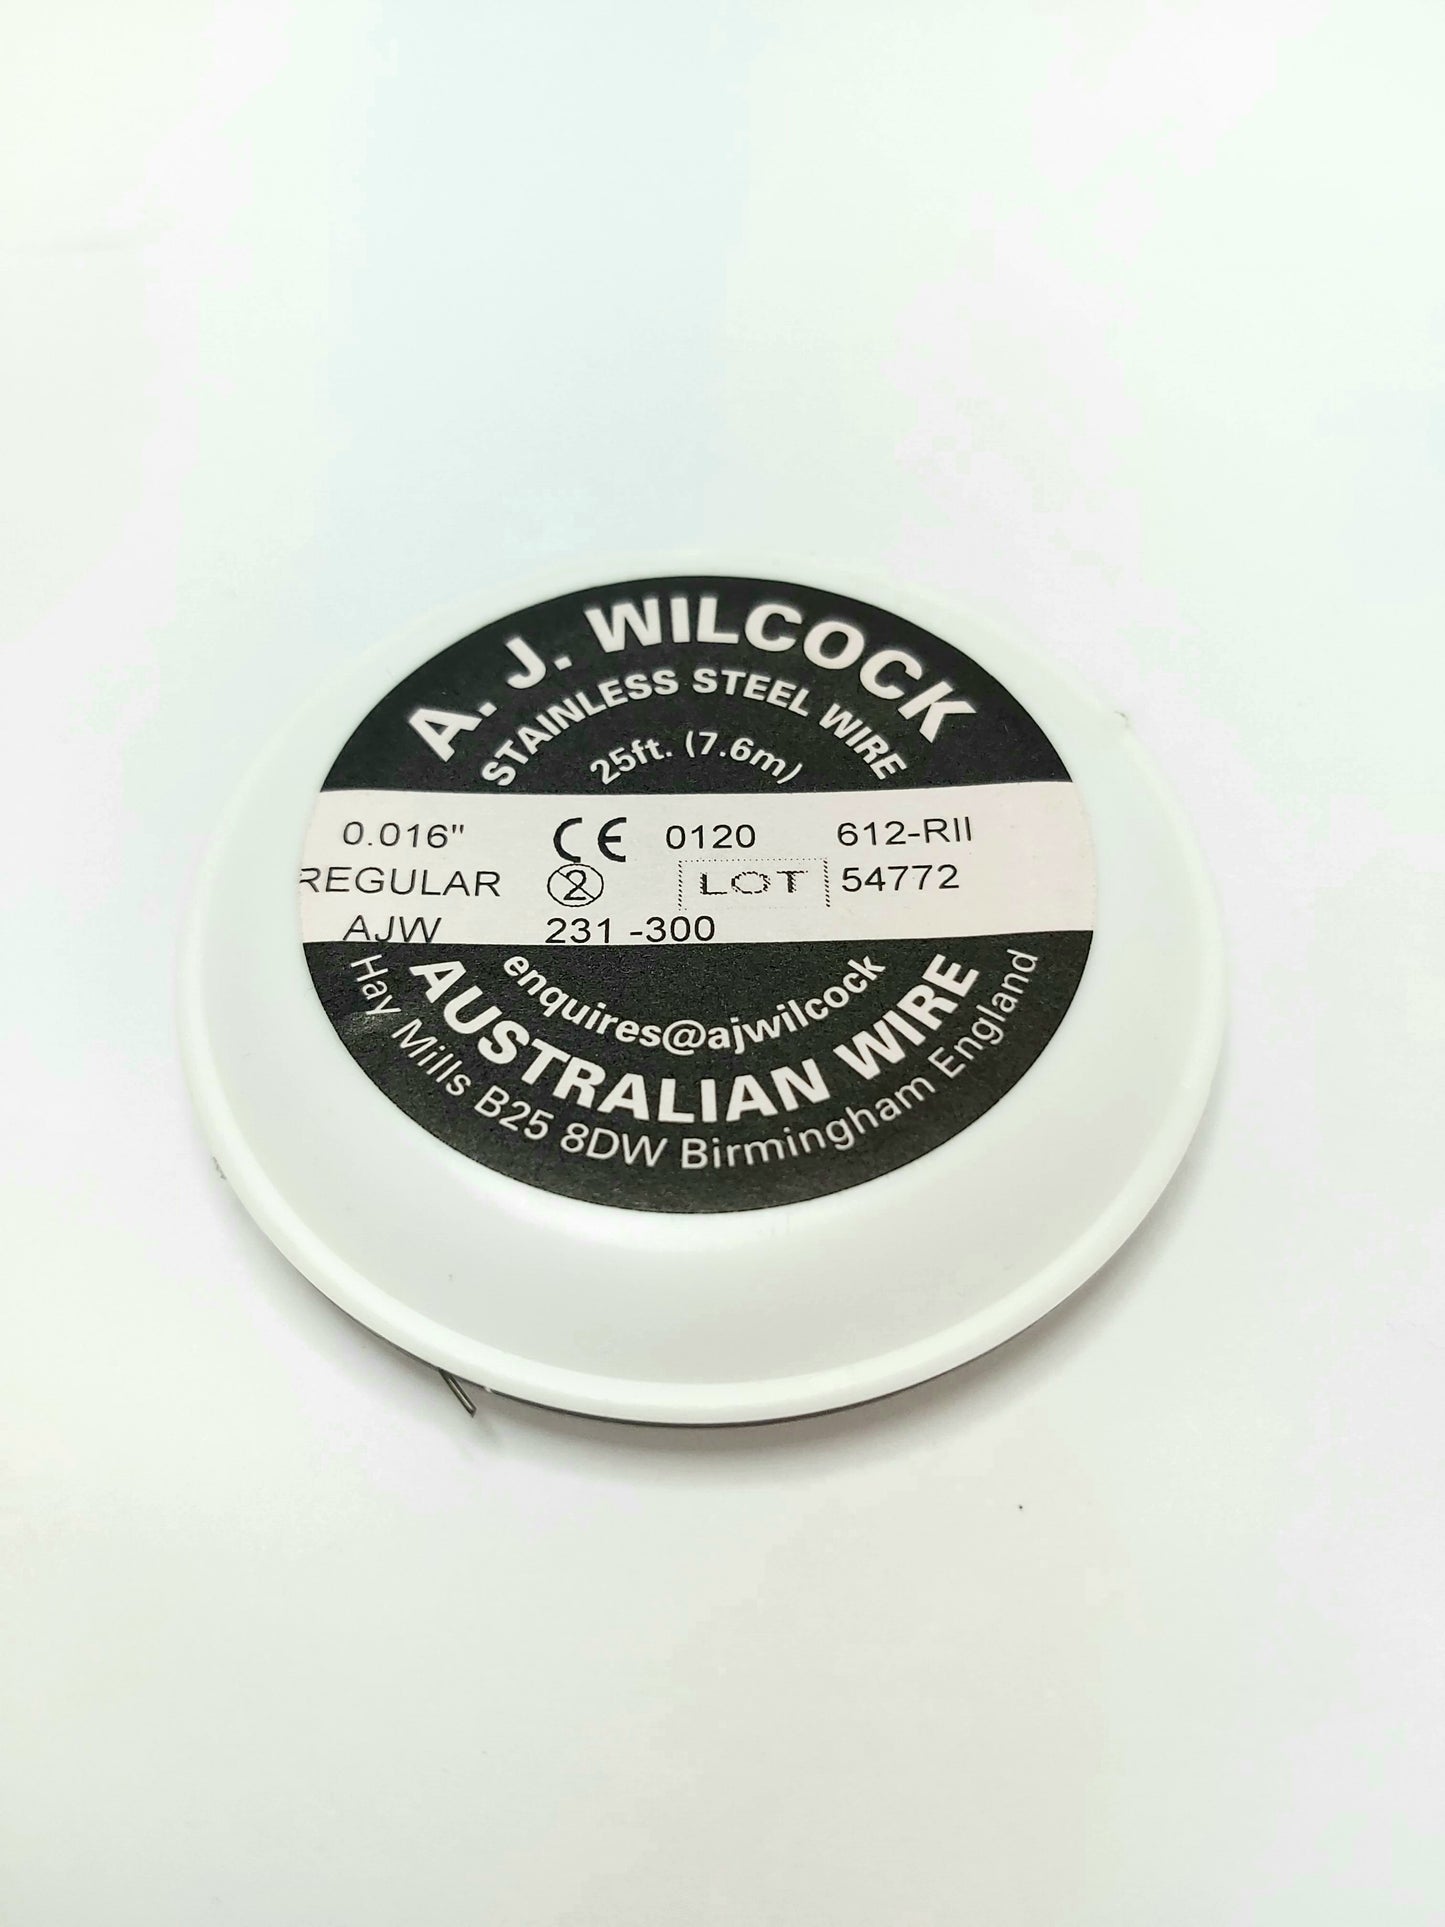 A. J. WILCOCK
STAINLESS STEEL WIRE
25ft. (7.6m)
0.016" CE 0120 612-RII
REGULAR 2 LOT 54772
AJW 231 -300
enquires@ajwilcock
AUSTRALIAN WIRE
Hay Mills B25 8DW Birmingham England